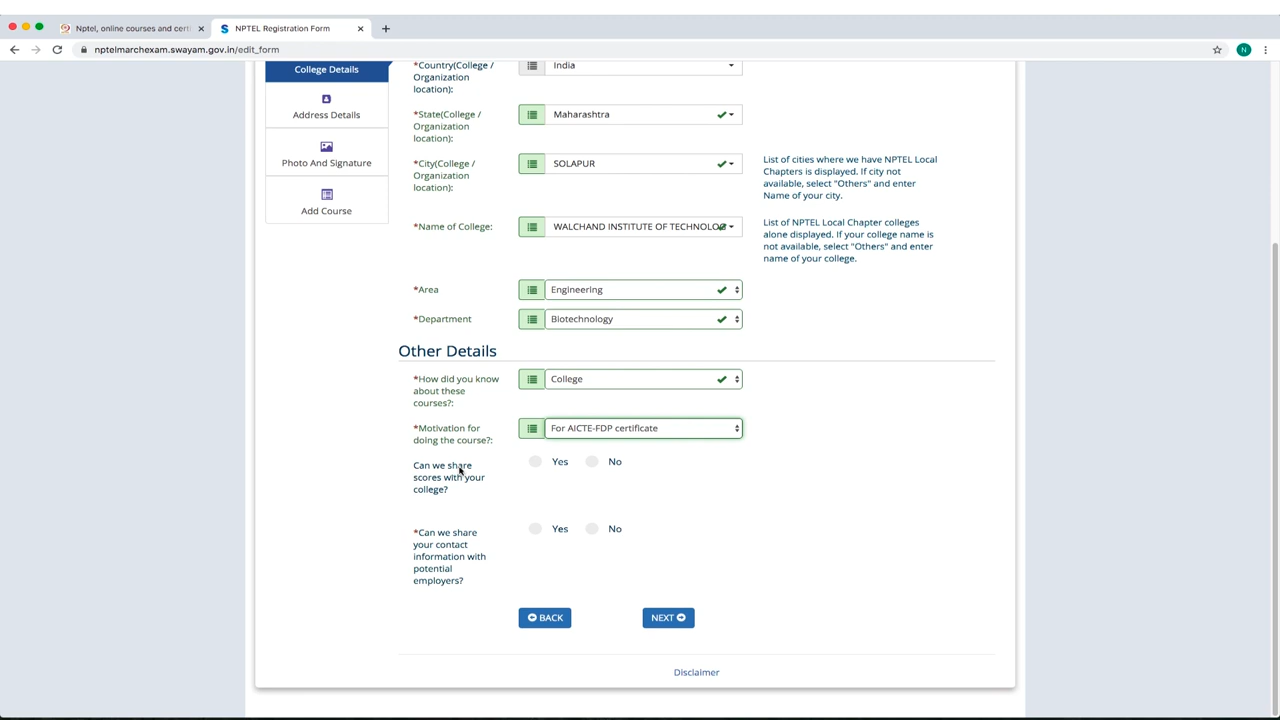 Nptel, online courses and cert
NPTEL Registration Form
nptelmarchexam.swayam.gov.in/edit_form
N
College Details
Address Details
Photo And Signature
Add Course
*Country(College /
Organization
location):
India
*State(College /
Organization
location):
Maharashtra
*City(College /
Organization
location):
SOLAPUR
List of cities where we have NPTEL Local
Chapters is displayed. If city not
available, select "Others" and enter
Name of your city.
*Name of College:
WALCHAND INSTITUTE OF TECHNOLOG
List of NPTEL Local Chapter colleges
alone displayed. If your college name is
not available, select "Others" and enter
name of your college.
*Area
Engineering
*Department
Biotechnology
Other Details
*How did you know
about these
courses?:
College
*Motivation for
doing the course?:
For AICTE-FDP certificate
Can we share
scores with your
college?
Yes No
*Can we share
your contact
information with
potential
employers?
Yes No
BACK
NEXT
Disclaimer